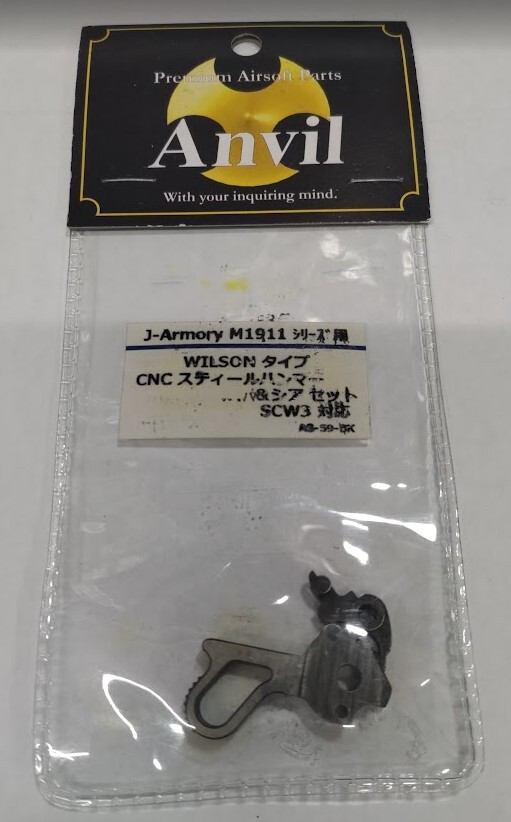 Premium Airsoft Parts
Anvil
With your inquiring mind.
J-Armory M1911 シリーズ用
WILSON タイプ
CNC スティールハンマー
&シア セット
SCW3 対応